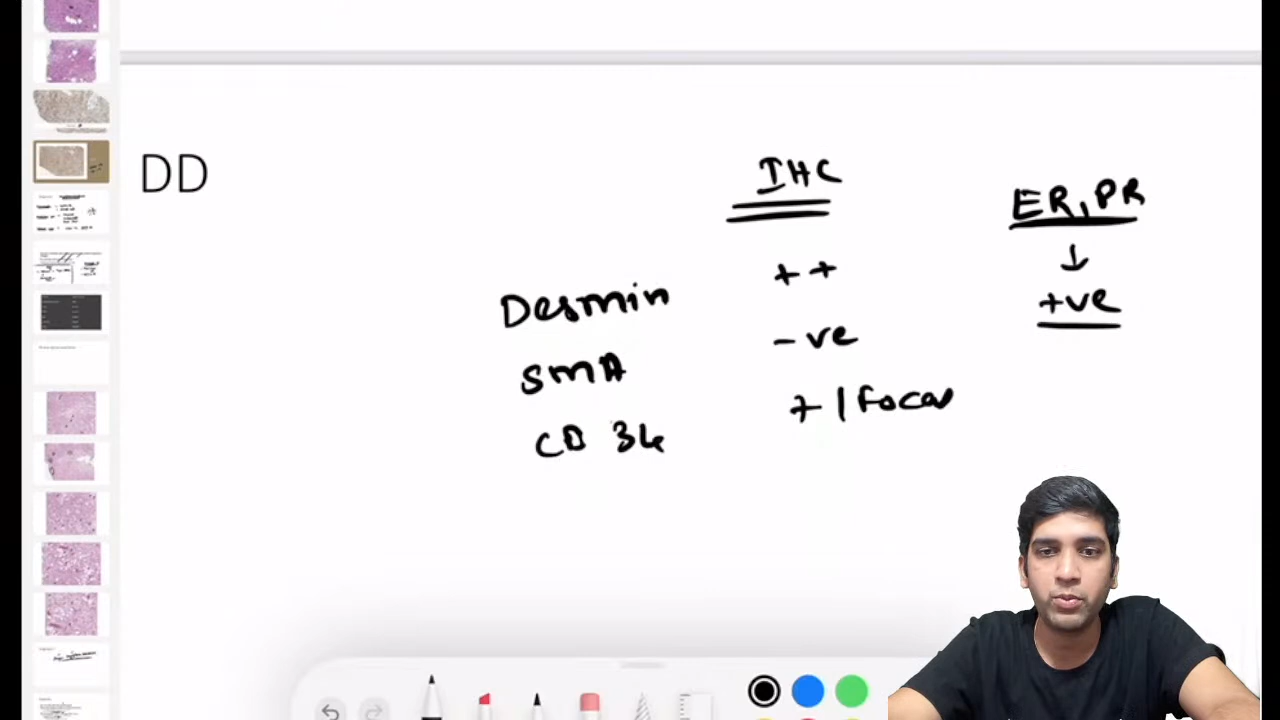 DD
IHC
ER, PR
↓
+ve
Desmin ++
SMA -ve
CD 34 + / Focal